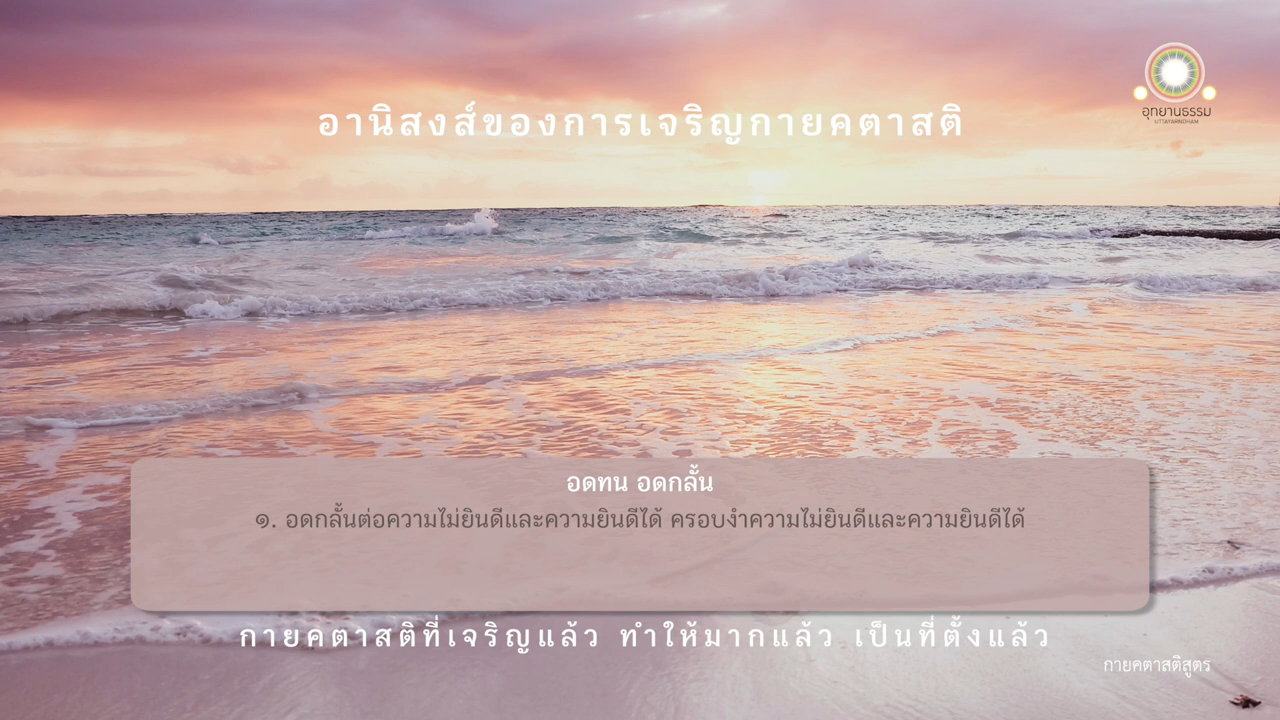 อานิสงส์ของการเจริญกายคตาสติ
อุทยานธรรม
UTTAYARNDHAM
อดทน อดกลั้น
๑. อดกลั้นต่อความไม่ยินดีและความยินดีได้ ครอบงำความไม่ยินดีและความยินดีได้
กายคตาสติที่เจริญแล้ว ทำให้มากแล้ว เป็นที่ตั้งแล้ว
กายคตาสติสูตร